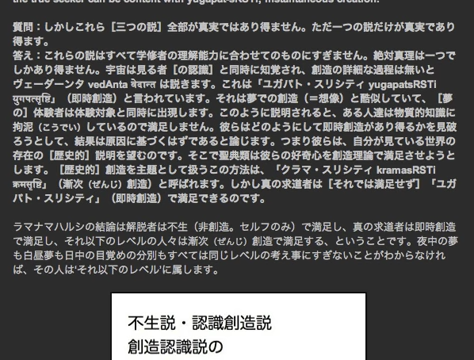 the true seeker can be content with yugapat-sRSTi, instantaneous creation.
質問：しかしこれら［三つの説］全部が真実ではあり得ません。ただ一つの説だけが真実であり
得ます。
答え：これらの説はすべて学修者の理解能力に合わせてのものにすぎません。絶対真理は一つで
しかありません。宇宙は見る者［の認識］と同時に知覚され、創造の詳細な過程は無いと
ヴェーダーンタ vedAnta वेदान्त は説きます。これは「ユガパト・スリシティ yugapatsRSTi
युगपत्सृष्टि」（即時創造）と言われています。それは夢での創造（＝想像）と酷似していて、［夢
の］体験者は体験対象と同時に出現します。このように説明されると、ある人達は物質的知識に
拘泥（こうでい）しているので満足しません。彼らはどのようにして即時創造があり得るかを見破
ろうとして、結果は原因に基づくはずであると論じます。つまり彼らは、自分が見ている世界の
存在の［歴史的］説明を望むのです。そこで聖典類は彼らの好奇心を創造理論で満足させようと
します。［歴史的］創造を主題として扱うこの方法は、「クラマ・スリシティ kramasRSTi
क्रमसृष्टि」（漸次（ぜんじ）創造）と呼ばれます。しかし真の求道者は［それでは満足せず］「ユガ
パト・スリシティ」（即時創造）で満足できるのです。
ラマナマハルシの結論は解説者は不生（非創造。セルフのみ）で満足し、真の求道者は即時創造
で満足し、それ以下のレベルの人々は漸次（ぜんじ）創造で満足する、ということです。夜中の夢
も白昼夢も日中の目覚めの分別もすべては同じレベルの考え事にすぎないことがわからなけれ
ば、その人は‘それ以下のレベル’に属します。
不生説・認識創造説
創造認識説の